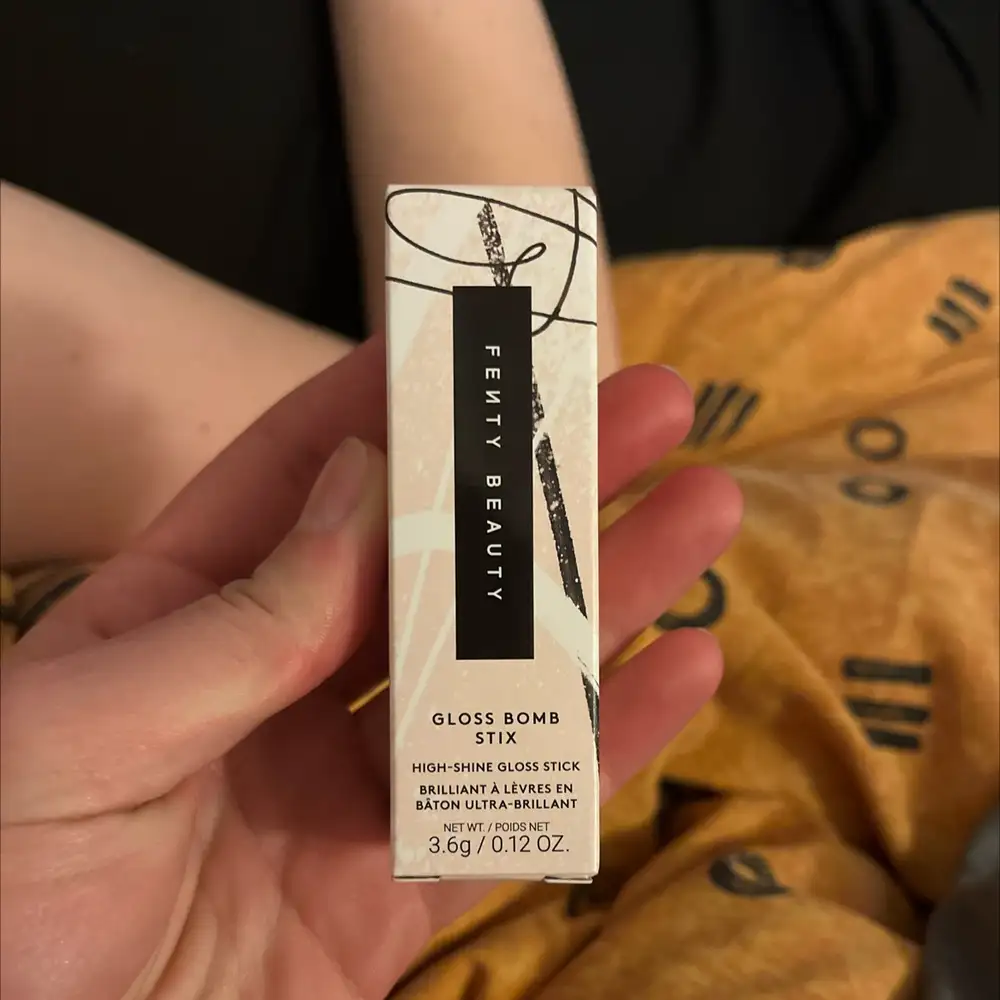 FENTY BEAUTY
GLOSS BOMB
STIX
HIGH-SHINE GLOSS STICK
BRILLIANT À LÈVRES EN
BÂTON ULTRA-BRILLANT
NET WT. / POIDS NET
3.6g / 0.12 OZ.